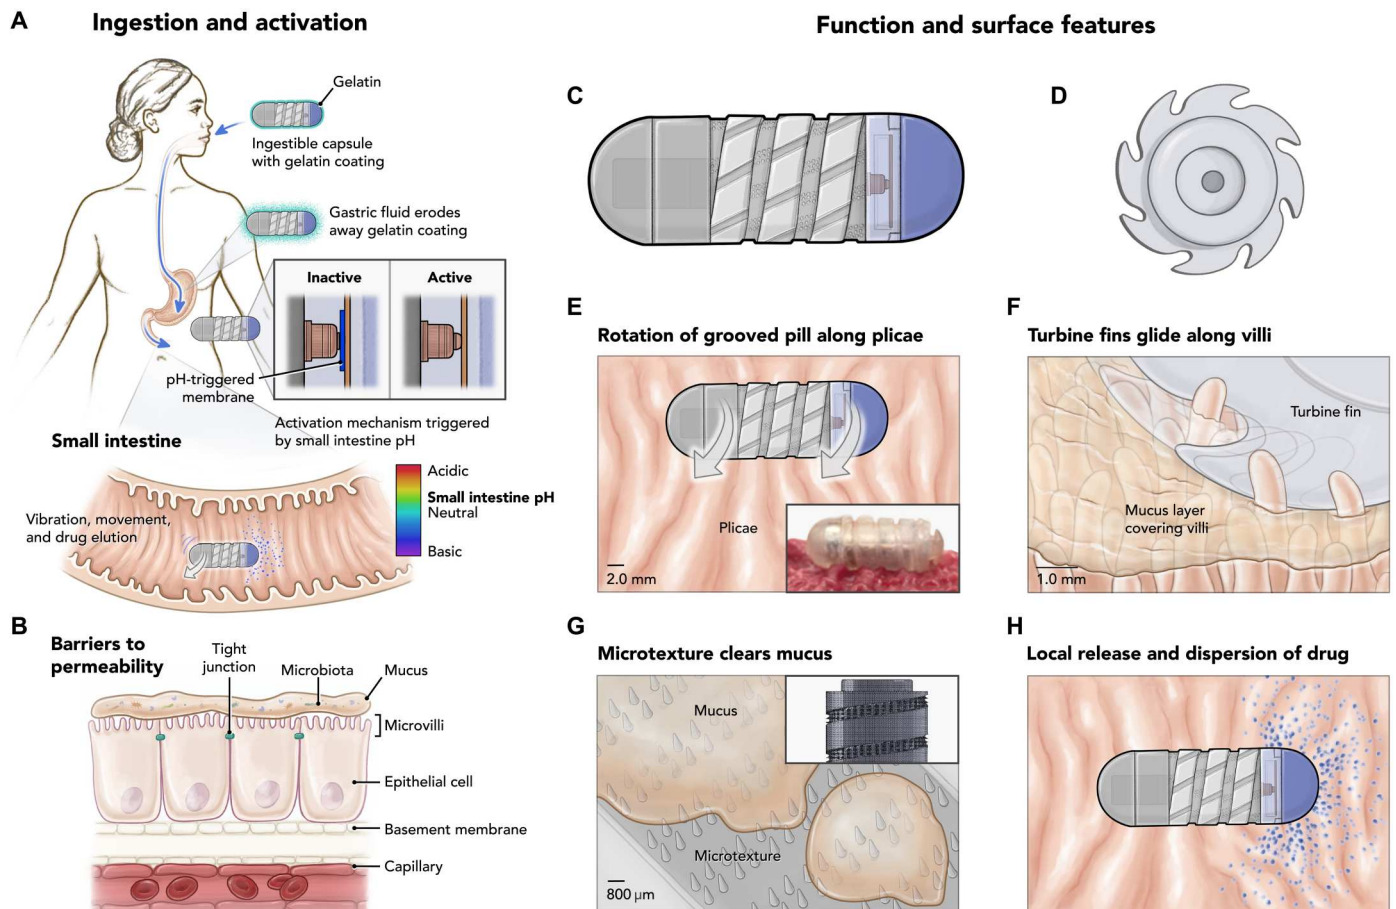 A
Ingestion and activation
Gelatin
Ingestible capsule
with gelatin coating
Gastric fluid erodes
away gelatin coating
Inactive
Active
pH-triggered
membrane
Activation mechanism triggered
by small intestine pH
Small intestine
Acidic
Small intestine pH
Neutral
Basic
Vibration, movement,
and drug elution
B
Barriers to
permeability
Tight
junction
Microbiota
Mucus
Microvilli
Epithelial cell
Basement membrane
Capillary
Function and surface features
C
D
E
Rotation of grooved pill along plicae
Plicae
2.0 mm
F
Turbine fins glide along villi
Turbine fin
Mucus layer
covering villi
1.0 mm
G
Microtexture clears mucus
Mucus
Microtexture
800 μm
H
Local release and dispersion of drug